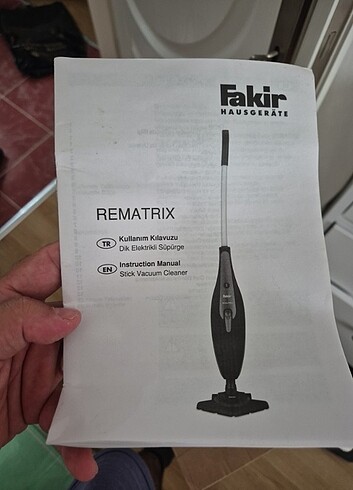 Fakir
HAUSGERÄTE
REMATRIX
TR
Kullanım Kılavuzu
Dik Elektrikli Süpürge
EN
Instruction Manual
Stick Vacuum Cleaner